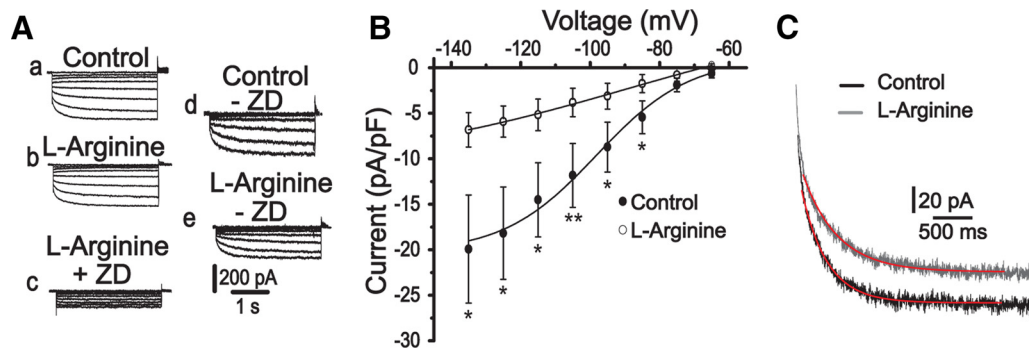 A
a
Control
b
L-Arginine
c
L-Arginine
+ ZD
d
Control
- ZD
e
L-Arginine
- ZD
200 pA
1 s
B
Voltage (mV)
-140 -120 -100 -80 -60
0
-5
-10
-15
-20
-25
-30
Current (pA/pF)
Control
L-Arginine
*
*
*
**
*
*
C
Control
L-Arginine
20 pA
500 ms